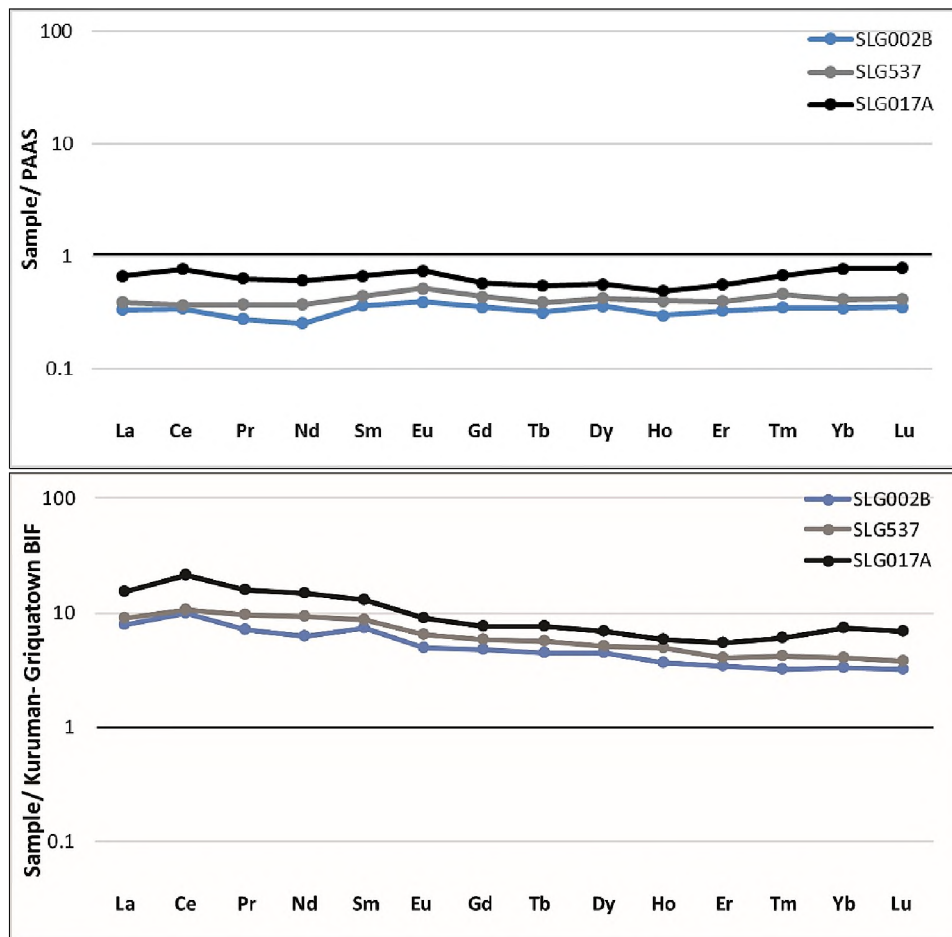 100
10
1
0.1
Sample/ PAAS
SLG002B
SLG537
SLG017A
La Ce Pr Nd Sm Eu Gd Tb Dy Ho Er Tm Yb Lu
100
10
1
0.1
Sample/ Kuruman- Griquatown BIF
SLG002B
SLG537
SLG017A
La Ce Pr Nd Sm Eu Gd Tb Dy Ho Er Tm Yb Lu